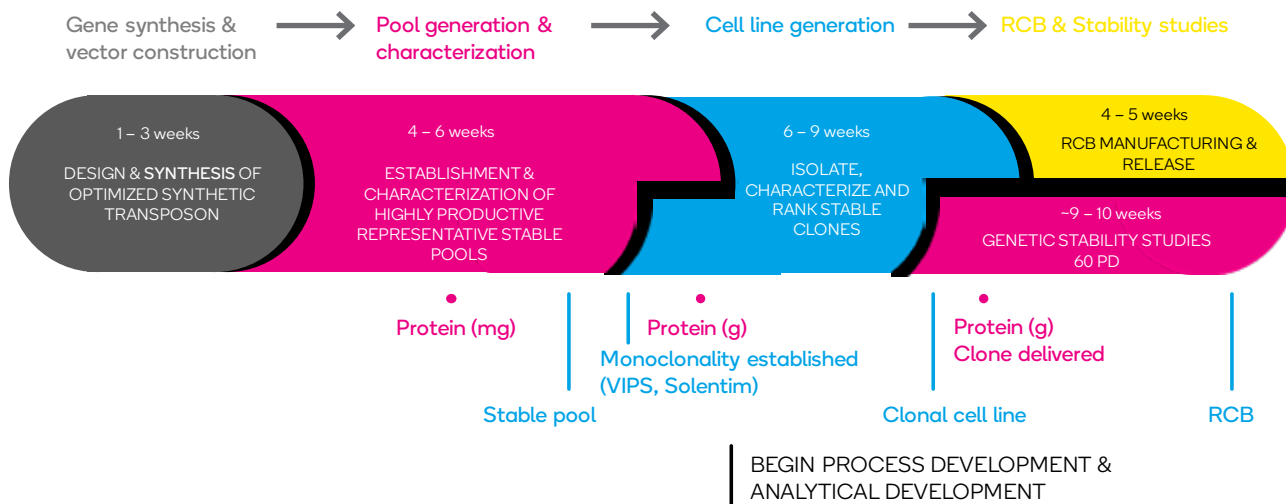 Gene synthesis &
vector construction
Pool generation &
characterization
Cell line generation
RCB & Stability studies
1 – 3 weeks
DESIGN & SYNTHESIS OF
OPTIMIZED SYNTHETIC
TRANSPOSON
4 – 6 weeks
ESTABLISHMENT &
CHARACTERIZATION OF
HIGHLY PRODUCTIVE
REPRESENTATIVE STABLE
POOLS
6 – 9 weeks
ISOLATE,
CHARACTERIZE AND
RANK STABLE
CLONES
4 – 5 weeks
RCB MANUFACTURING &
RELEASE
~9 – 10 weeks
GENETIC STABILITY STUDIES
60 PD
Protein (mg)
Protein (g)
Protein (g)
Clone delivered
Monoclonality established
(VIPS, Solentim)
Stable pool
Clonal cell line
RCB
BEGIN PROCESS DEVELOPMENT &
ANALYTICAL DEVELOPMENT